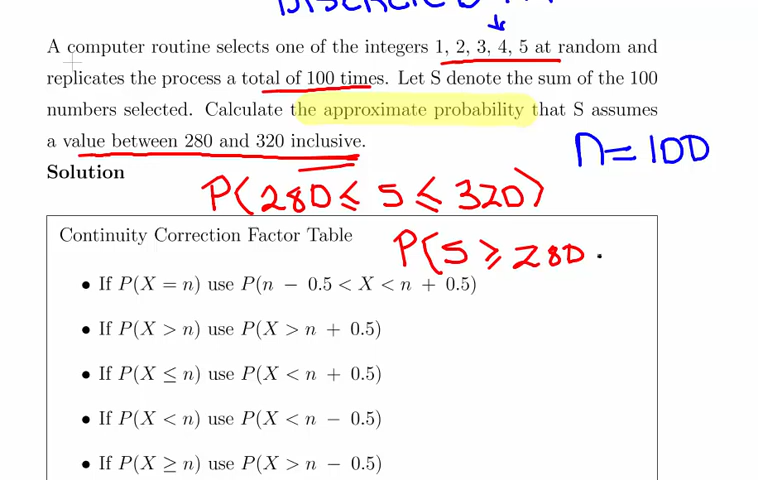 A computer routine selects one of the integers 1, 2, 3, 4, 5 at random and
replicates the process a total of 100 times. Let S denote the sum of the 100
numbers selected. Calculate the approximate probability that S assumes
a value between 280 and 320 inclusive.
n=100
Solution
P(280 ≤ S ≤ 320)
Continuity Correction Factor Table
P(S ≥ 280
• If P(X = n) use P(n − 0.5 < X < n + 0.5)
• If P(X > n) use P(X > n + 0.5)
• If P(X ≤ n) use P(X < n + 0.5)
• If P(X < n) use P(X < n − 0.5)
• If P(X ≥ n) use P(X > n − 0.5)